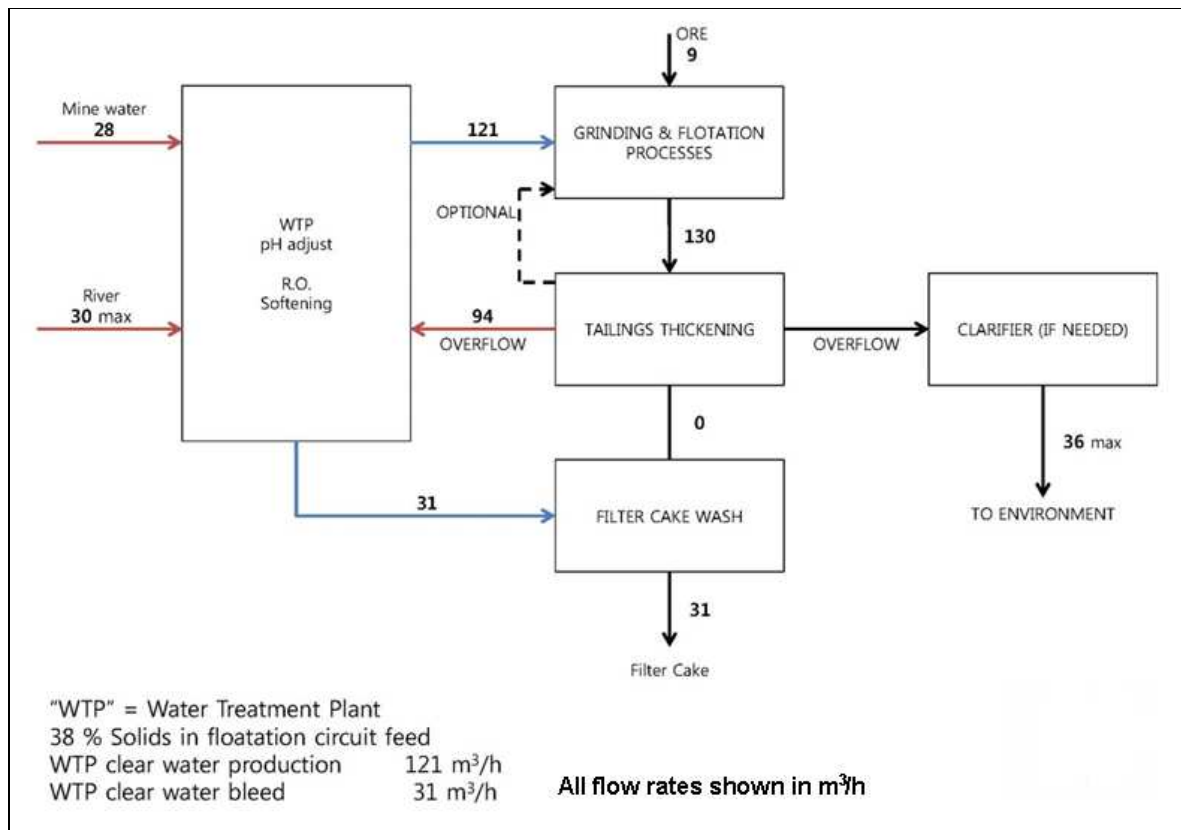 ORE
9
Mine water
28
121
GRINDING & FLOTATION
PROCESSES
OPTIONAL
WTP
pH adjust
R.O.
Softening
130
River
30 max
94
OVERFLOW
TAILINGS THICKENING
OVERFLOW
CLARIFIER (IF NEEDED)
0
36 max
31
FILTER CAKE WASH
TO ENVIRONMENT
31
Filter Cake
"WTP" = Water Treatment Plant
38 % Solids in floatation circuit feed
WTP clear water production 121 m³/h
WTP clear water bleed 31 m³/h
All flow rates shown in m³/h